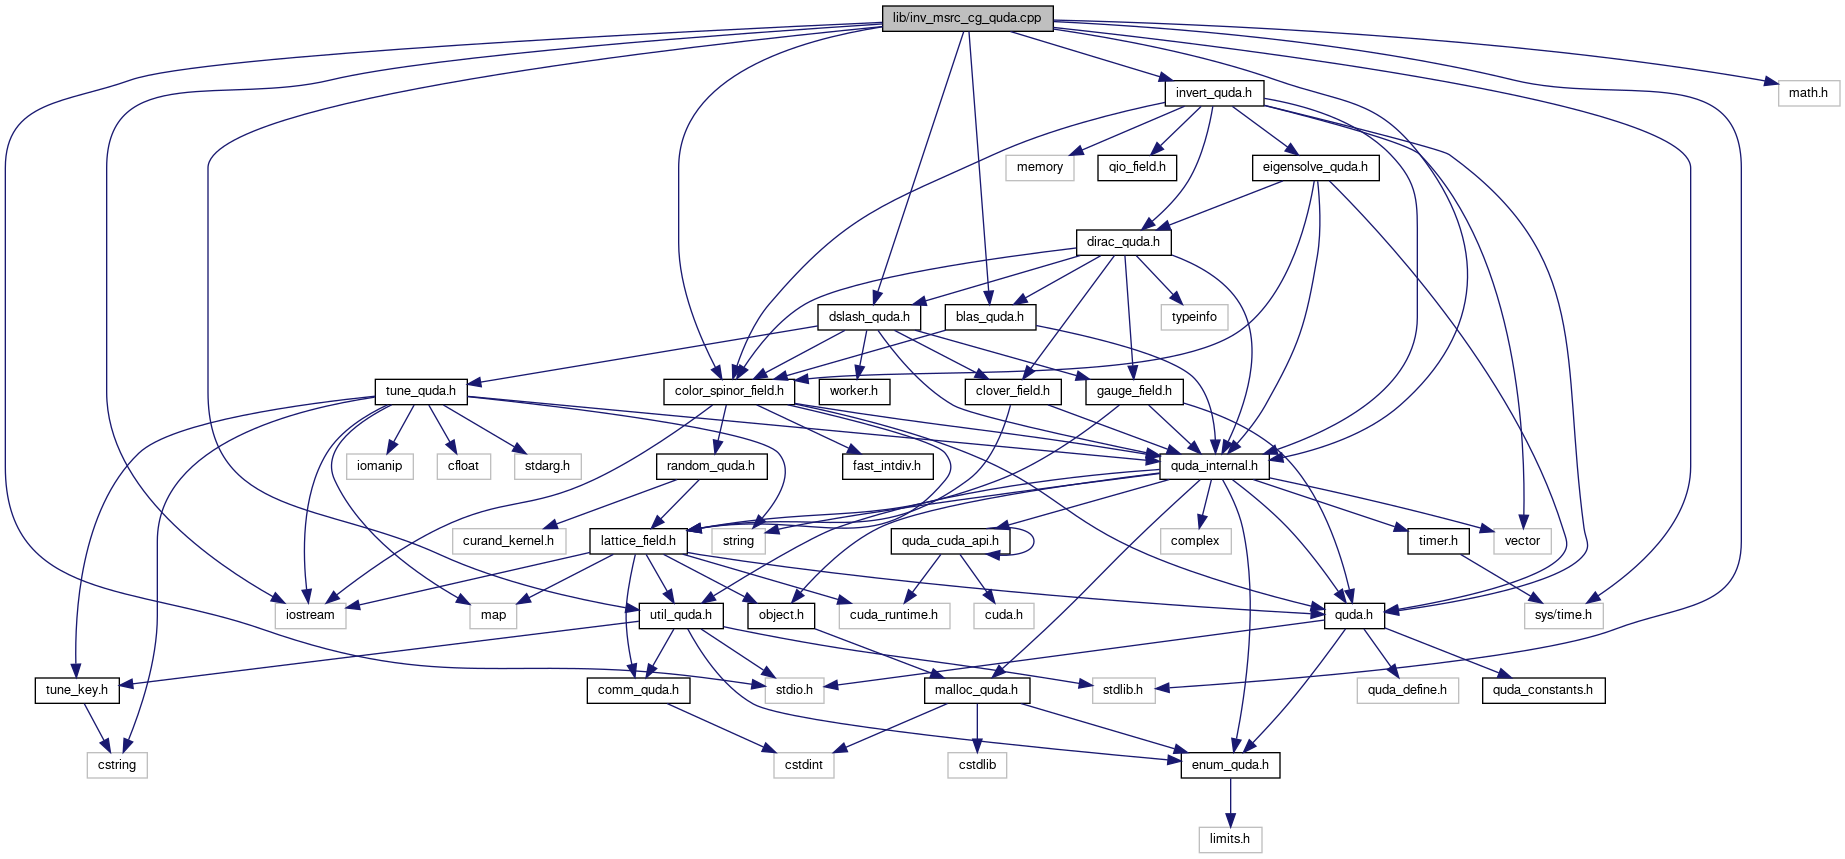 lib/inv_msrc_cg_quda.cpp
invert_quda.h
math.h
memory
qio_field.h
eigensolve_quda.h
dirac_quda.h
dslash_quda.h
blas_quda.h
typeinfo
tune_quda.h
color_spinor_field.h
worker.h
clover_field.h
gauge_field.h
iomanip
cfloat
stdarg.h
random_quda.h
fast_intdiv.h
quda_internal.h
curand_kernel.h
lattice_field.h
string
quda_cuda_api.h
complex
timer.h
vector
iostream
map
util_quda.h
object.h
cuda_runtime.h
cuda.h
quda.h
sys/time.h
tune_key.h
comm_quda.h
stdio.h
malloc_quda.h
stdlib.h
quda_define.h
quda_constants.h
cstring
cstdint
cstdlib
enum_quda.h
limits.h